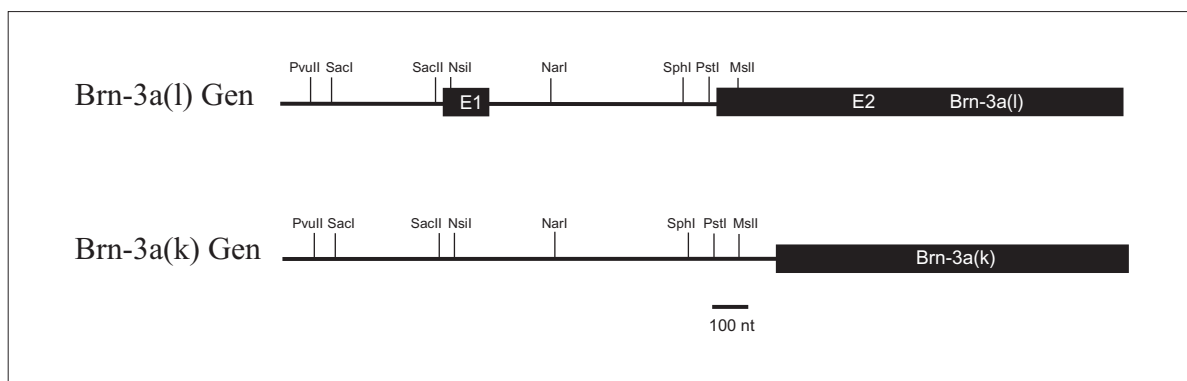 PvuII SacI SacII NsiI NarI SphI PstI MslI
Brn-3a(l) Gen
E1 E2 Brn-3a(l)
PvuII SacI SacII NsiI NarI SphI PstI MslI
Brn-3a(k) Gen
Brn-3a(k)
100 nt